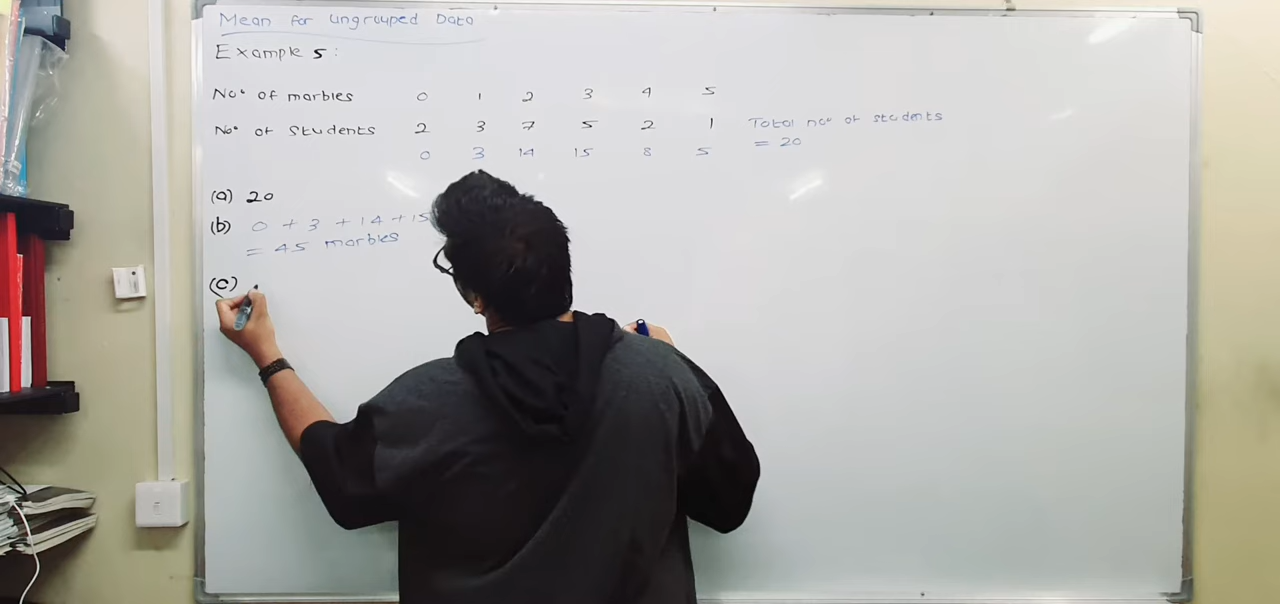 Mean for ungrouped Data
Example 5:
No. of marbles 0 1 2 3 4 5
No. of Students 2 3 7 5 2 1 Total no. of students
0 3 14 15 8 5 = 20
(a) 20
(b) 0 + 3 + 14 + 15
= 45 marbles
(c)